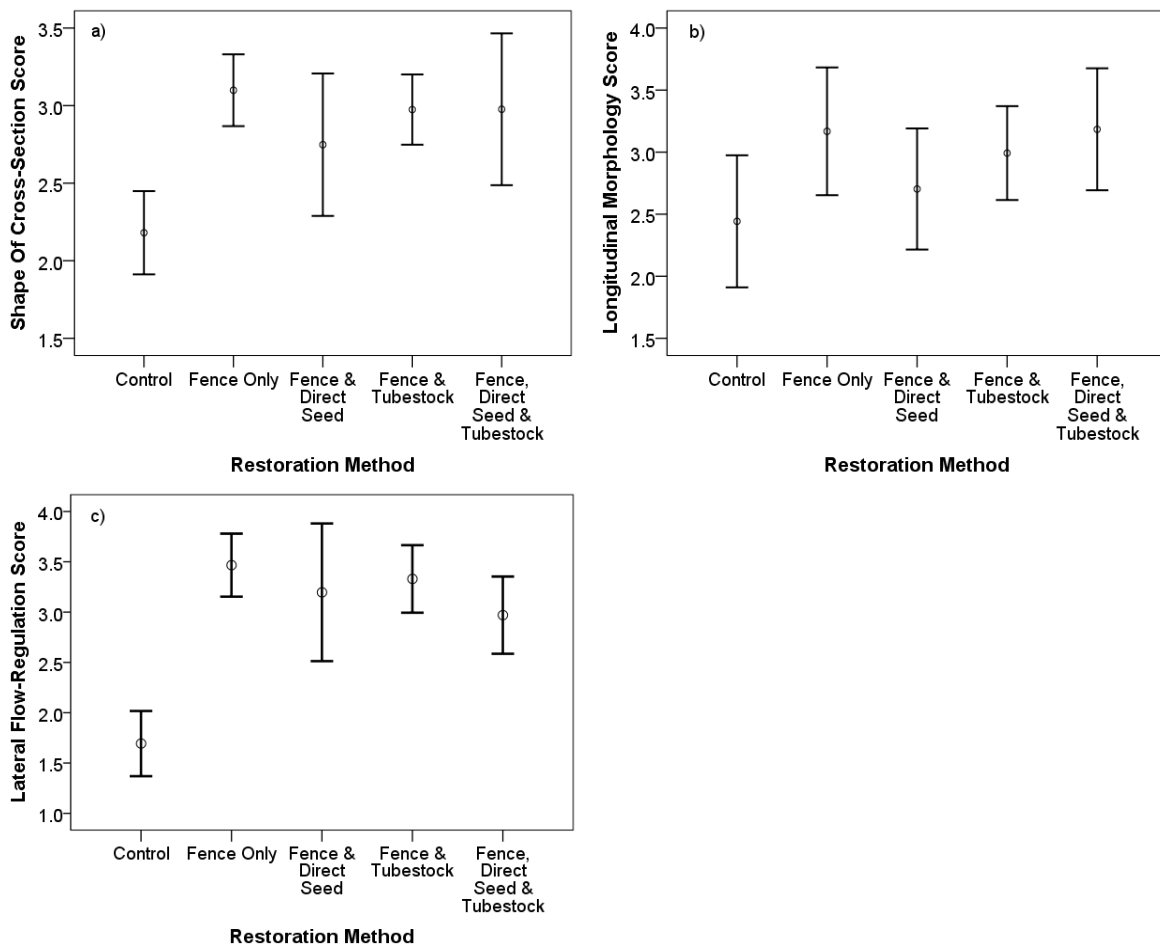 a)
Shape Of Cross-Section Score
3.5
3.0
2.5
2.0
1.5
Control
Fence Only
Fence &
Direct
Seed
Fence &
Tubestock
Fence,
Direct
Seed &
Tubestock
Restoration Method
b)
Longitudinal Morphology Score
4.0
3.5
3.0
2.5
2.0
1.5
Control
Fence Only
Fence &
Direct
Seed
Fence &
Tubestock
Fence,
Direct
Seed &
Tubestock
Restoration Method
c)
Lateral Flow-Regulation Score
4.0
3.5
3.0
2.5
2.0
1.5
1.0
Control
Fence Only
Fence &
Direct
Seed
Fence &
Tubestock
Fence,
Direct
Seed &
Tubestock
Restoration Method